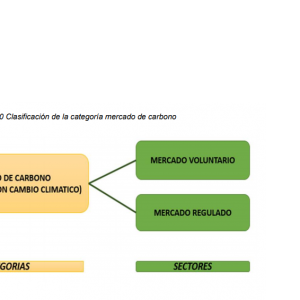 0 Clasificación de la categoría mercado de carbono
MERCADO VOLUNTARIO
O DE CARBONO
ON CAMBIO CLIMATICO)
MERCADO REGULADO
GORIAS
SECTORES